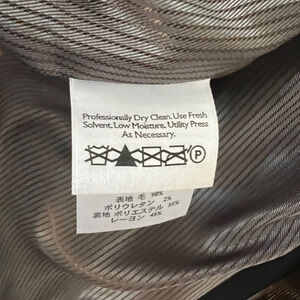 Professionally Dry Clean, Use Fresh
Solvent, Low Moisture, Utility Press
As Necessary.
P
表地 毛 98%
ポリウレタン 2%
裏地 ポリエステル 55%
レーヨン 45%